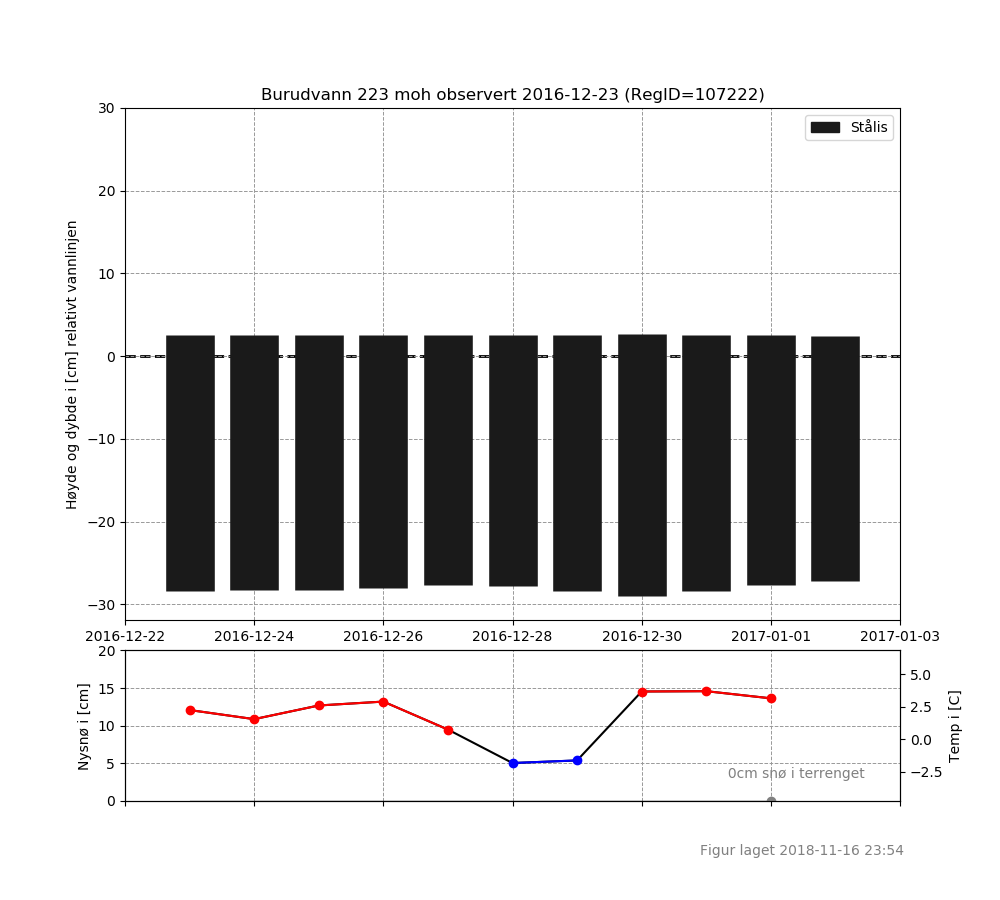 Burudvann 223 moh observert 2016-12-23 (RegID=107222)
Stålis
Høyde og dybde i [cm] relativt vannlinjen
30
20
10
0
−10
−20
−30
2016-12-22 2016-12-24 2016-12-26 2016-12-28 2016-12-30 2017-01-01 2017-01-03
Nysnø i [cm]
20
15
10
5
0
5.0
2.5
0.0
−2.5
Temp i [C]
0cm snø i terrenget
Figur laget 2018-11-16 23:54